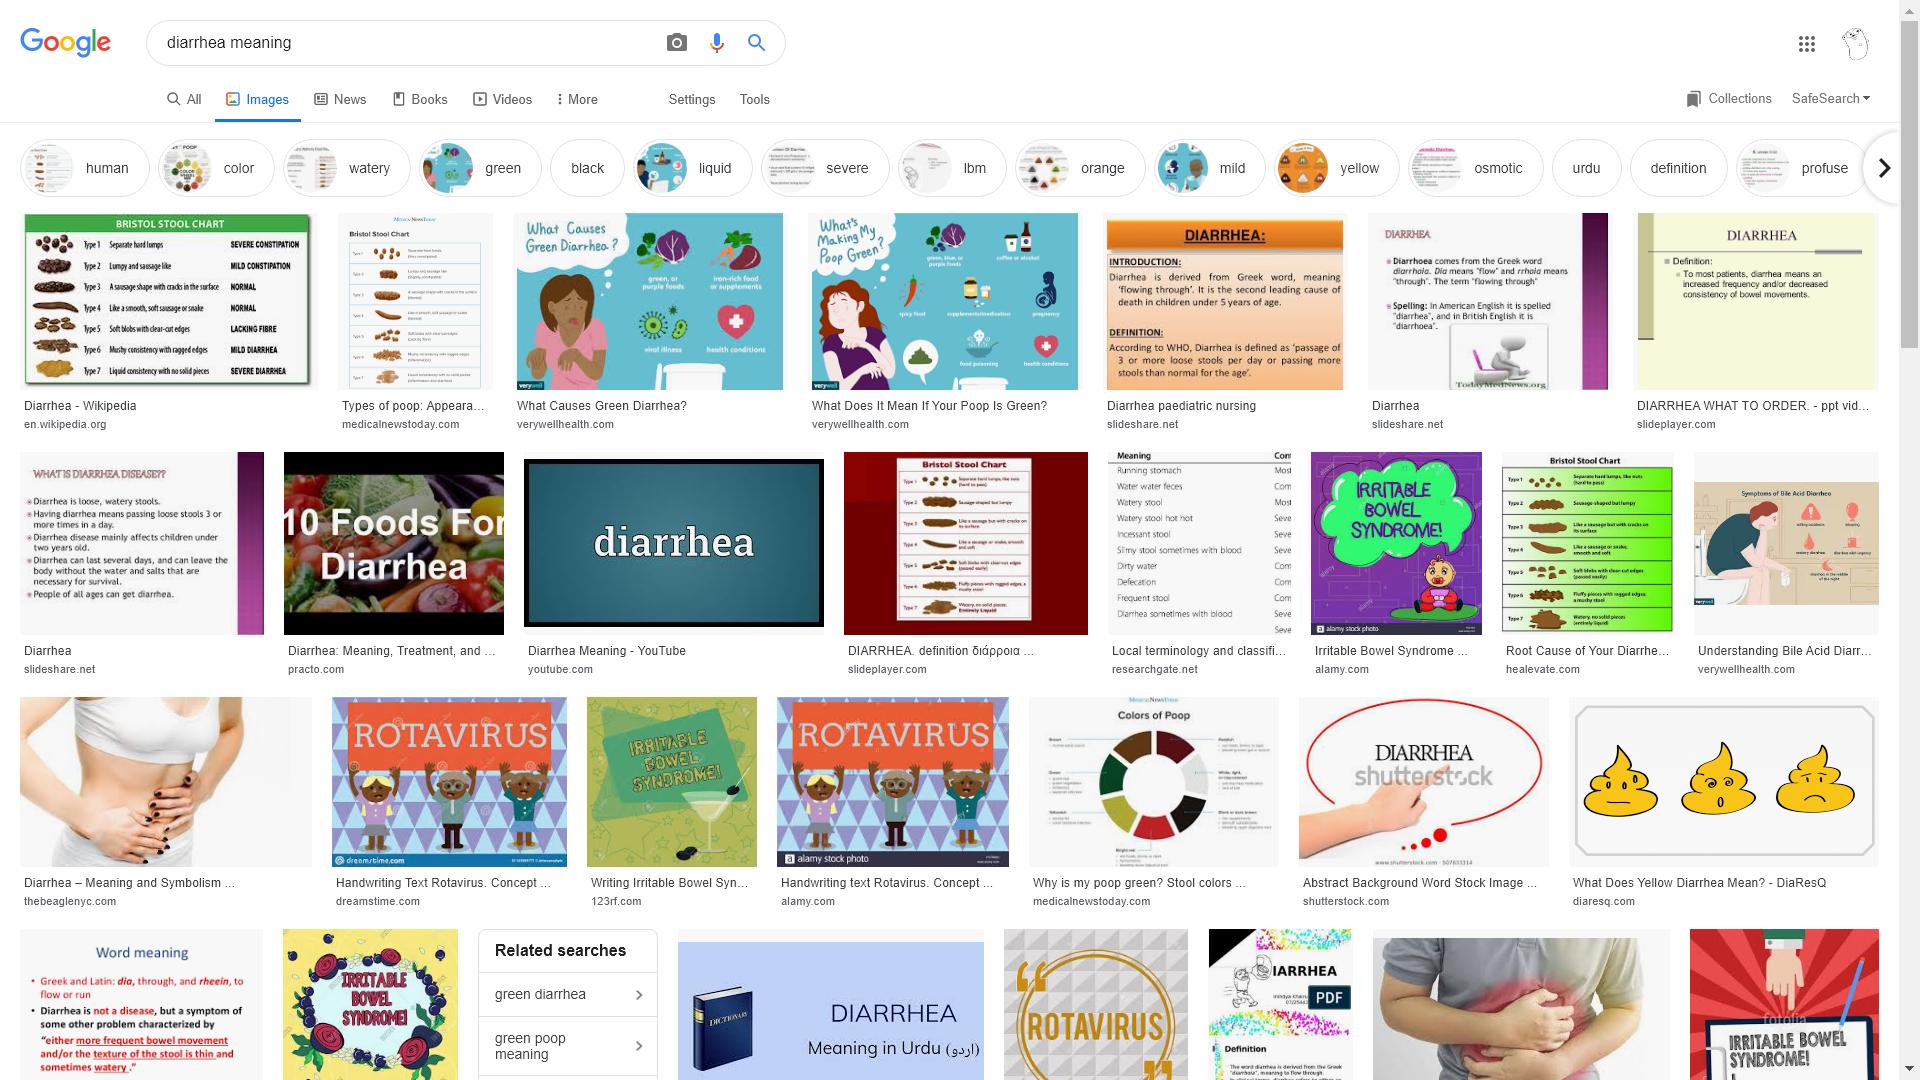 Google
diarrhea meaning
All
Images
News
Books
Videos
More
Settings
Tools
Collections
SafeSearch
human
color
watery
green
black
liquid
severe
lbm
orange
mild
yellow
osmotic
urdu
definition
profuse
BRISTOL STOOL CHART
Type 1 Separate hard lumps SEVERE CONSTIPATION
Type 2 Lumpy and sausage like MILD CONSTIPATION
Type 3 A sausage shape with cracks in the surface NORMAL
Type 4 Like a smooth, soft sausage or snake NORMAL
Type 5 Soft blobs with clear-cut edges LACKING FIBRE
Type 6 Mushy consistency with ragged edges MILD DIARRHEA
Type 7 Liquid consistency with no solid pieces SEVERE DIARRHEA
Diarrhea - Wikipedia
en.wikipedia.org
Bristol Stool Chart
Types of poop: Appeara...
medicalnewstoday.com
What Causes
Green Diarrhea?
green, or
purple foods
iron-rich food
or supplements
viral illness
health conditions
verywell
What Causes Green Diarrhea?
verywellhealth.com
What's
Making My
Poop Green?
green, blue, or
purple foods
coffee or alcohol
spicy food
supplements/medication
pregnancy
food poisoning
health conditions
verywell
What Does It Mean If Your Poop Is Green?
verywellhealth.com
DIARRHEA:
INTRODUCTION:
Diarrhea is derived from Greek word, meaning
'flowing through'. It is the second leading cause of
death in children under 5 years of age.
DEFINITION:
According to WHO, Diarrhea is defined as 'passage of
3 or more loose stools per day or passing more
stools than normal for the age'.
Diarrhea paediatric nursing
slideshare.net
DIARRHEA
Diarrhoea comes from the Greek word
diarrhoia. Dia means "flow" and rrhoia means
"through". The term "flowing through"
Spelling: In American English it is spelled
"diarrhea", and in British English it is
"diarrhoea".
TodayMedNews.org
Diarrhea
slideshare.net
DIARRHEA
Definition:
To most patients, diarrhea means an
increased frequency and/or decreased
consistency of bowel movements.
DIARRHEA WHAT TO ORDER. - ppt vid...
slideplayer.com
WHAT IS DIARRHEA DISEASE??
Diarrhea is loose, watery stools.
Having diarrhea means passing loose stools 3 or
more times in a day.
Diarrhea disease mainly affects children under
two years old.
Diarrhea can last several days, and can leave the
body without the water and salts that are
necessary for survival.
People of all ages can get diarrhea.
Diarrhea
slideshare.net
10 Foods For
Diarrhea
Diarrhea: Meaning, Treatment, and ...
practo.com
diarrhea
Diarrhea Meaning - YouTube
youtube.com
Bristol Stool Chart
DIARRHEA. definition διάρροια ...
slideplayer.com
Meaning Con
Running stomach Most
Water water feces Com
Watery stool Most
Watery stool hot hot Seve
Incessant stool Seve
Slimy stool sometimes with blood Seve
Dirty water Com
Defecation Com
Frequent stool Com
Diarrhea sometimes with blood Seve
Seve
Local terminology and classifi...
researchgate.net
IRRITABLE
BOWEL
SYNDROME!
alamy stock photo
Irritable Bowel Syndrome ...
alamy.com
Bristol Stool Chart
Root Cause of Your Diarrhe...
healevate.com
Symptoms of Bile Acid Diarrhea
verywell
Understanding Bile Acid Diarr...
verywellhealth.com
Diarrhea – Meaning and Symbolism ...
thebeaglenyc.com
ROTAVIRUS
dreamstime.com
Handwriting Text Rotavirus. Concept ...
dreamstime.com
IRRITABLE
BOWEL
SYNDROME!
Writing Irritable Bowel Syn...
123rf.com
ROTAVIRUS
alamy stock photo
Handwriting text Rotavirus. Concept ...
alamy.com
Colors of Poop
Why is my poop green? Stool colors ...
medicalnewstoday.com
DIARRHEA
shutterstock
www.shutterstock.com · 507833314
Abstract Background Word Stock Image ...
shutterstock.com
What Does Yellow Diarrhea Mean? - DiaResQ
diaresq.com
Word meaning
Greek and Latin: dia, through, and rheein, to
flow or run
Diarrhea is not a disease, but a symptom of
some other problem characterized by
"either more frequent bowel movement
and/or the texture of the stool is thin and
sometimes watery ."
IRRITABLE
BOWEL
SYNDROME!
Related searches
green diarrhea
green poop
meaning
DICTIONARY
DIARRHEA
Meaning in Urdu (اردو)
ROTAVIRUS
DIARRHEA
PDF
Definition
The word diarrhea is derived from the Greek
fotolia
IRRITABLE BOWEL
SYNDROME!